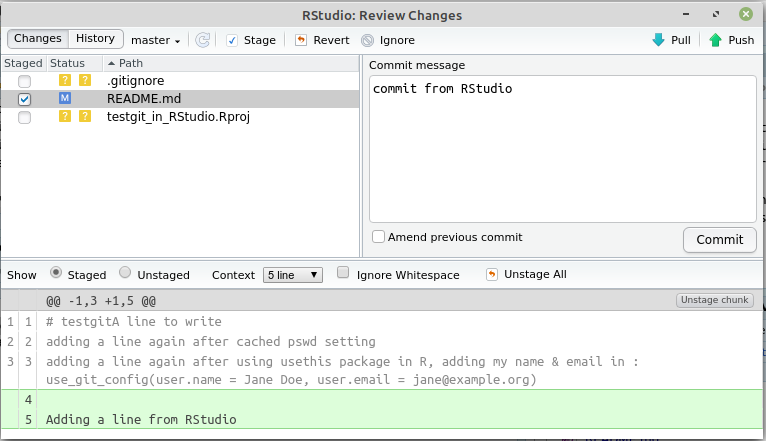 RStudio: Review Changes
Changes History master Stage Revert Ignore Pull Push
Staged Status Path
? ? .gitignore
M README.md
? ? testgit_in_RStudio.Rproj
Commit message
commit from RStudio
Amend previous commit
Commit
Show Staged Unstaged Context 5 line Ignore Whitespace Unstage All
@@ -1,3 +1,5 @@ Unstage chunk
1 1 # testgitA line to write
2 2 adding a line again after cached pswd setting
3 3 adding a line again after using usethis package in R, adding my name & email in :
use_git_config(user.name = Jane Doe, user.email = jane@example.org)
4
5 Adding a line from RStudio